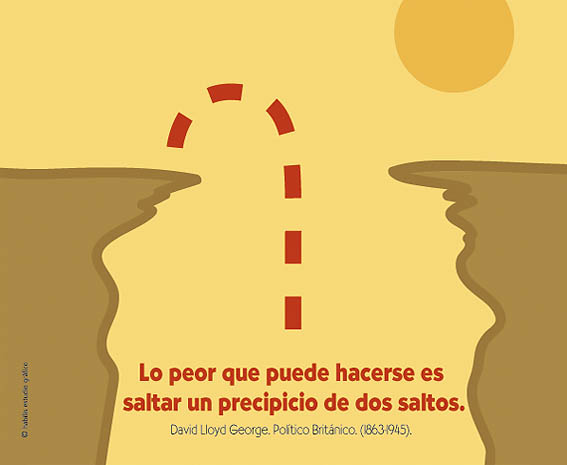 Lo peor que puede hacerse es
saltar un precipicio de dos saltos.
David Lloyd George. Político Británico. (1863-1945).
© habilis estudio gráfico